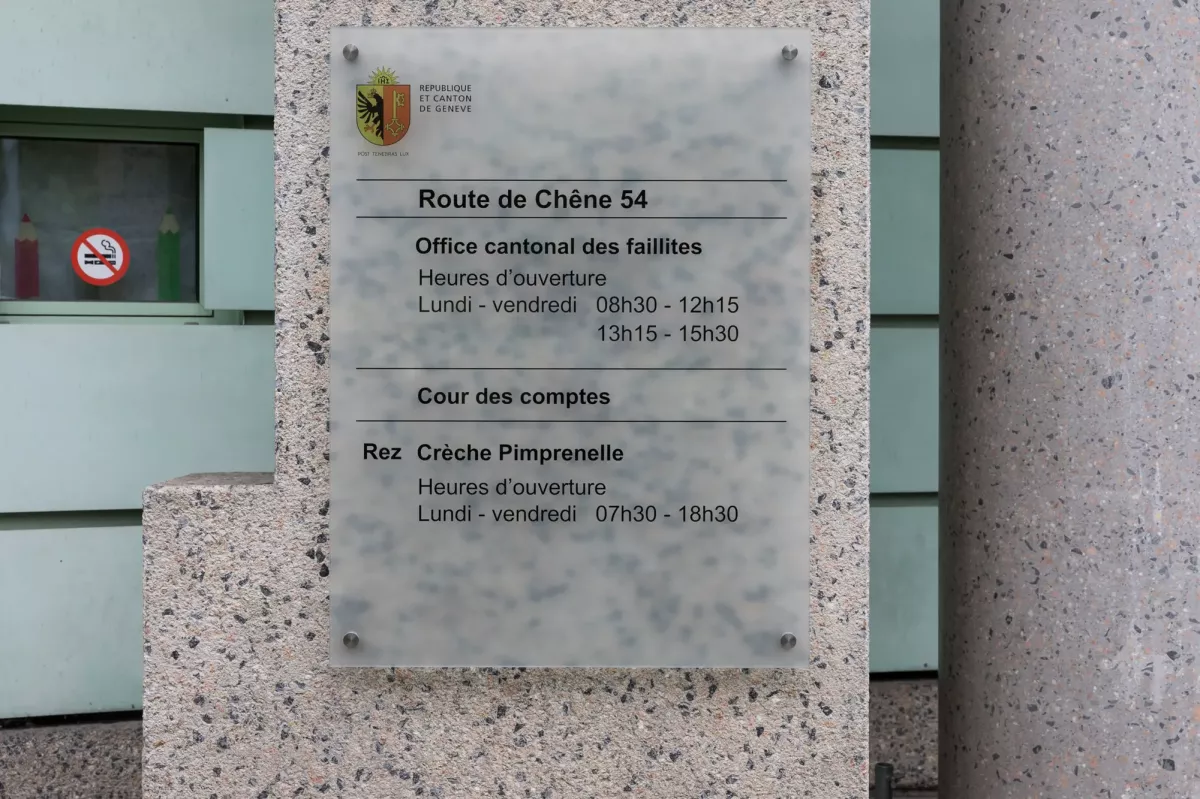 REPUBLIQUE
ET CANTON
DE GENEVE
POST TENEBRAS LUX
Route de Chêne 54
Office cantonal des faillites
Heures d'ouverture
Lundi - vendredi 08h30 - 12h15
13h15 - 15h30
Cour des comptes
Rez Crèche Pimprenelle
Heures d'ouverture
Lundi - vendredi 07h30 - 18h30